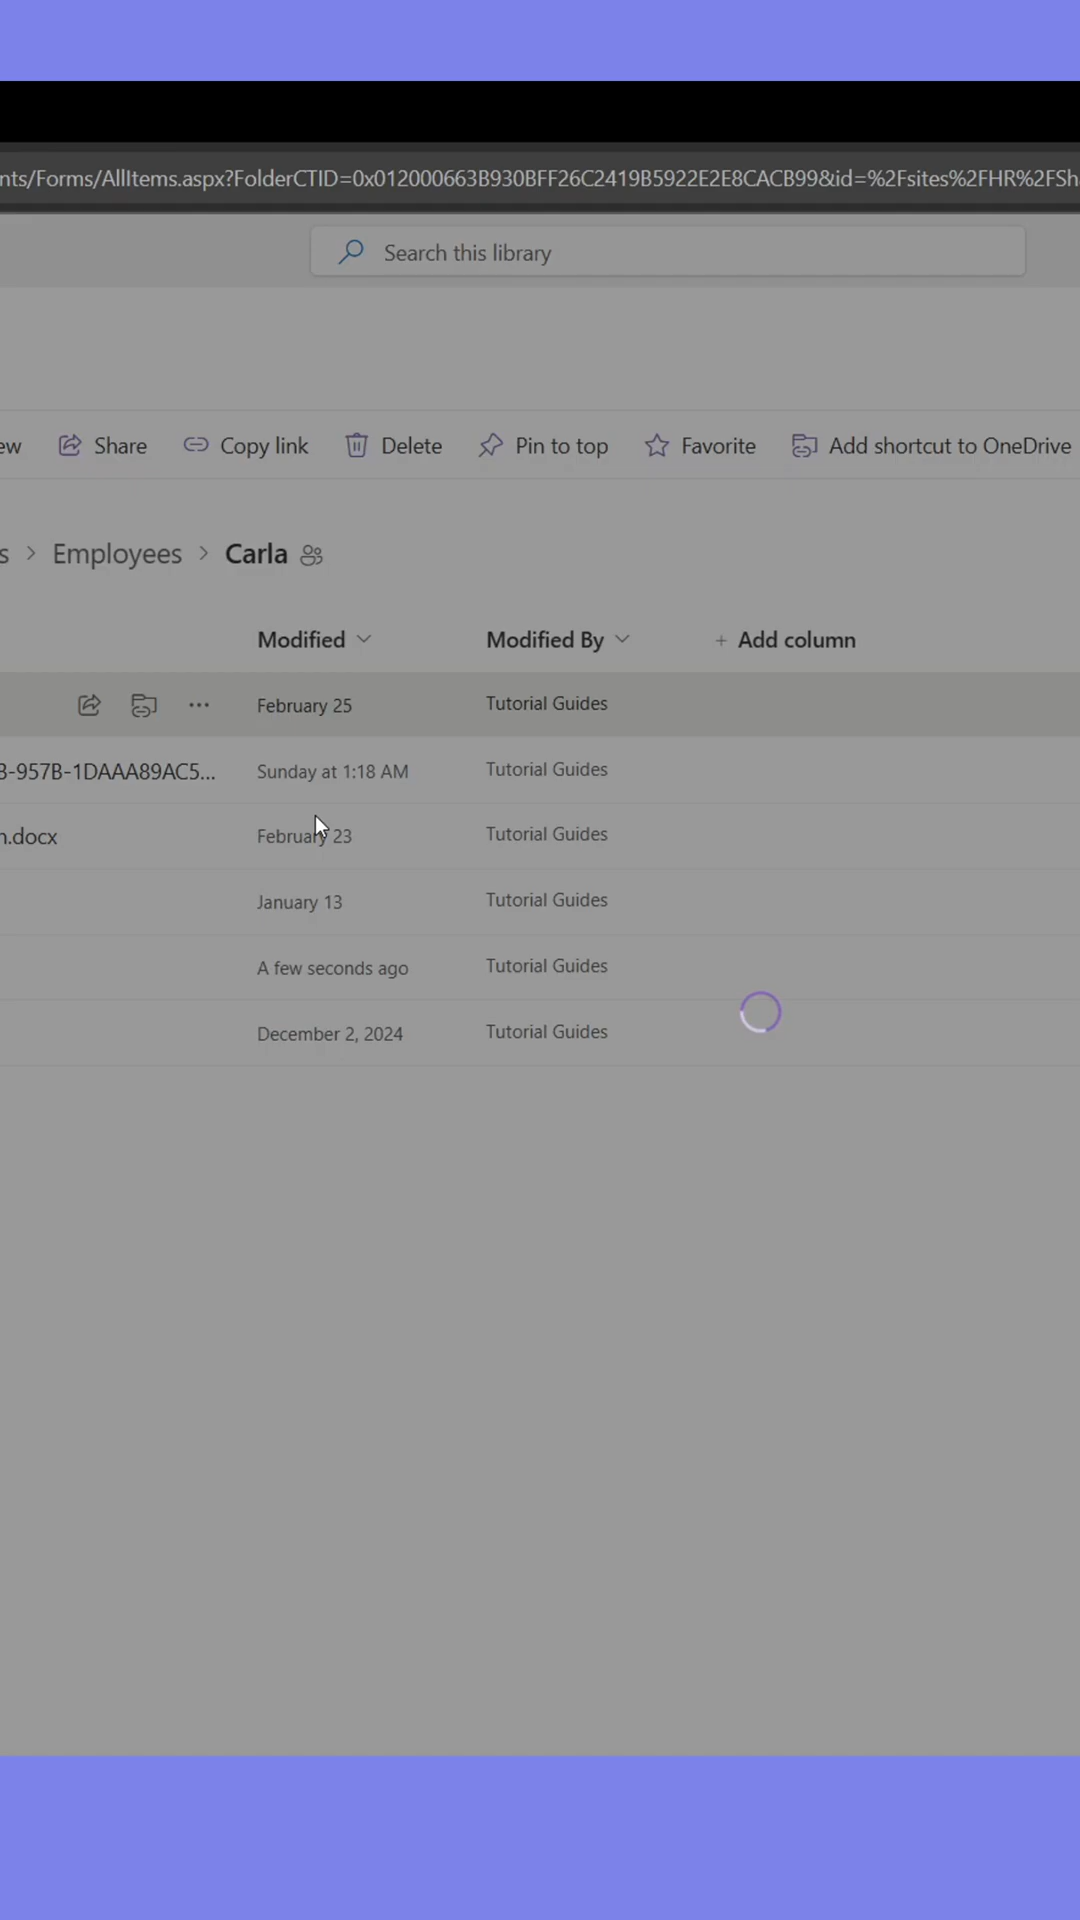 nts/Forms/AllItems.aspx?FolderCTID=0x012000663B930BFF26C2419B5922E2E8CACB99&id=%2Fsites%2FHR%2FSh
Search this library
ew Share Copy link Delete Pin to top Favorite Add shortcut to OneDrive
s > Employees > Carla
Modified Modified By + Add column
... February 25 Tutorial Guides
3-957B-1DAAA89AC5... Sunday at 1:18 AM Tutorial Guides
n.docx February 23 Tutorial Guides
January 13 Tutorial Guides
A few seconds ago Tutorial Guides
December 2, 2024 Tutorial Guides